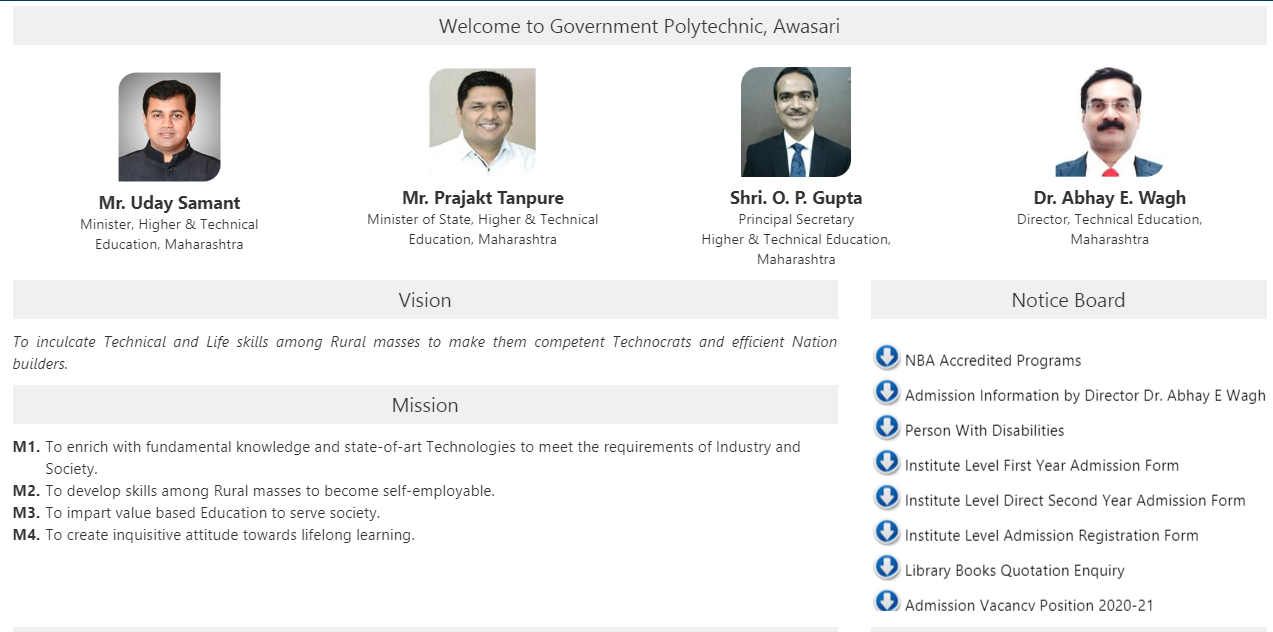 Welcome to Government Polytechnic, Awasari
Mr. Uday Samant
Minister, Higher & Technical
Education, Maharashtra
Mr. Prajakt Tanpure
Minister of State, Higher & Technical
Education, Maharashtra
Shri. O. P. Gupta
Principal Secretary
Higher & Technical Education,
Maharashtra
Dr. Abhay E. Wagh
Director, Technical Education,
Maharashtra
Vision
To inculcate Technical and Life skills among Rural masses to make them competent Technocrats and efficient Nation
builders.
Mission
M1. To enrich with fundamental knowledge and state-of-art Technologies to meet the requirements of Industry and
Society.
M2. To develop skills among Rural masses to become self-employable.
M3. To impart value based Education to serve society.
M4. To create inquisitive attitude towards lifelong learning.
Notice Board
NBA Accredited Programs
Admission Information by Director Dr. Abhay E Wagh
Person With Disabilities
Institute Level First Year Admission Form
Institute Level Direct Second Year Admission Form
Institute Level Admission Registration Form
Library Books Quotation Enquiry
Admission Vacancy Position 2020-21